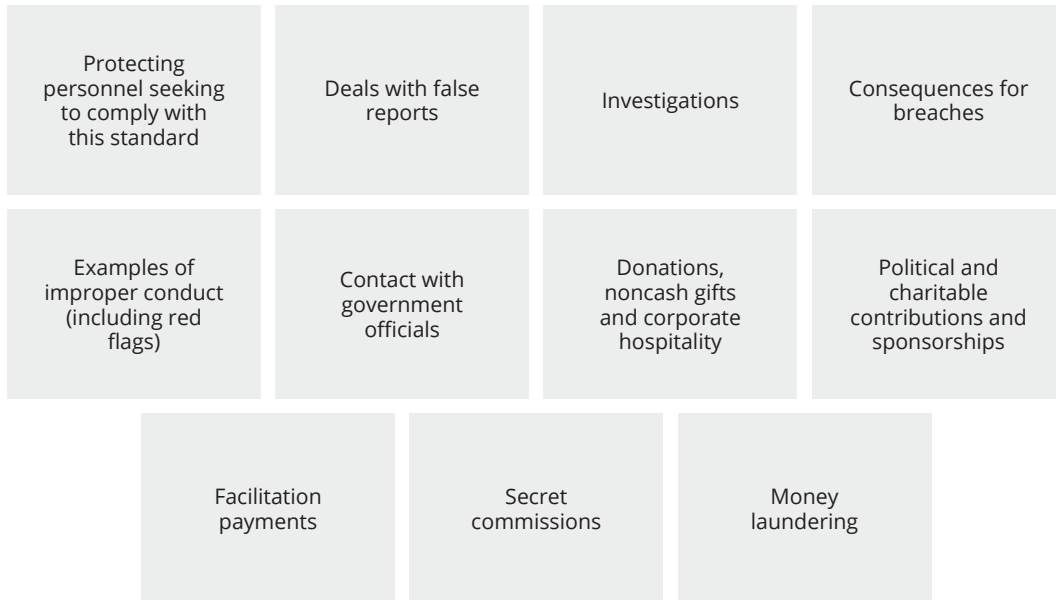 Protecting
personnel seeking
to comply with
this standard
Deals with false
reports
Investigations
Consequences for
breaches
Examples of
improper conduct
(including red
flags)
Contact with
government
officials
Donations,
noncash gifts
and corporate
hospitality
Political and
charitable
contributions and
sponsorships
Facilitation
payments
Secret
commissions
Money
laundering